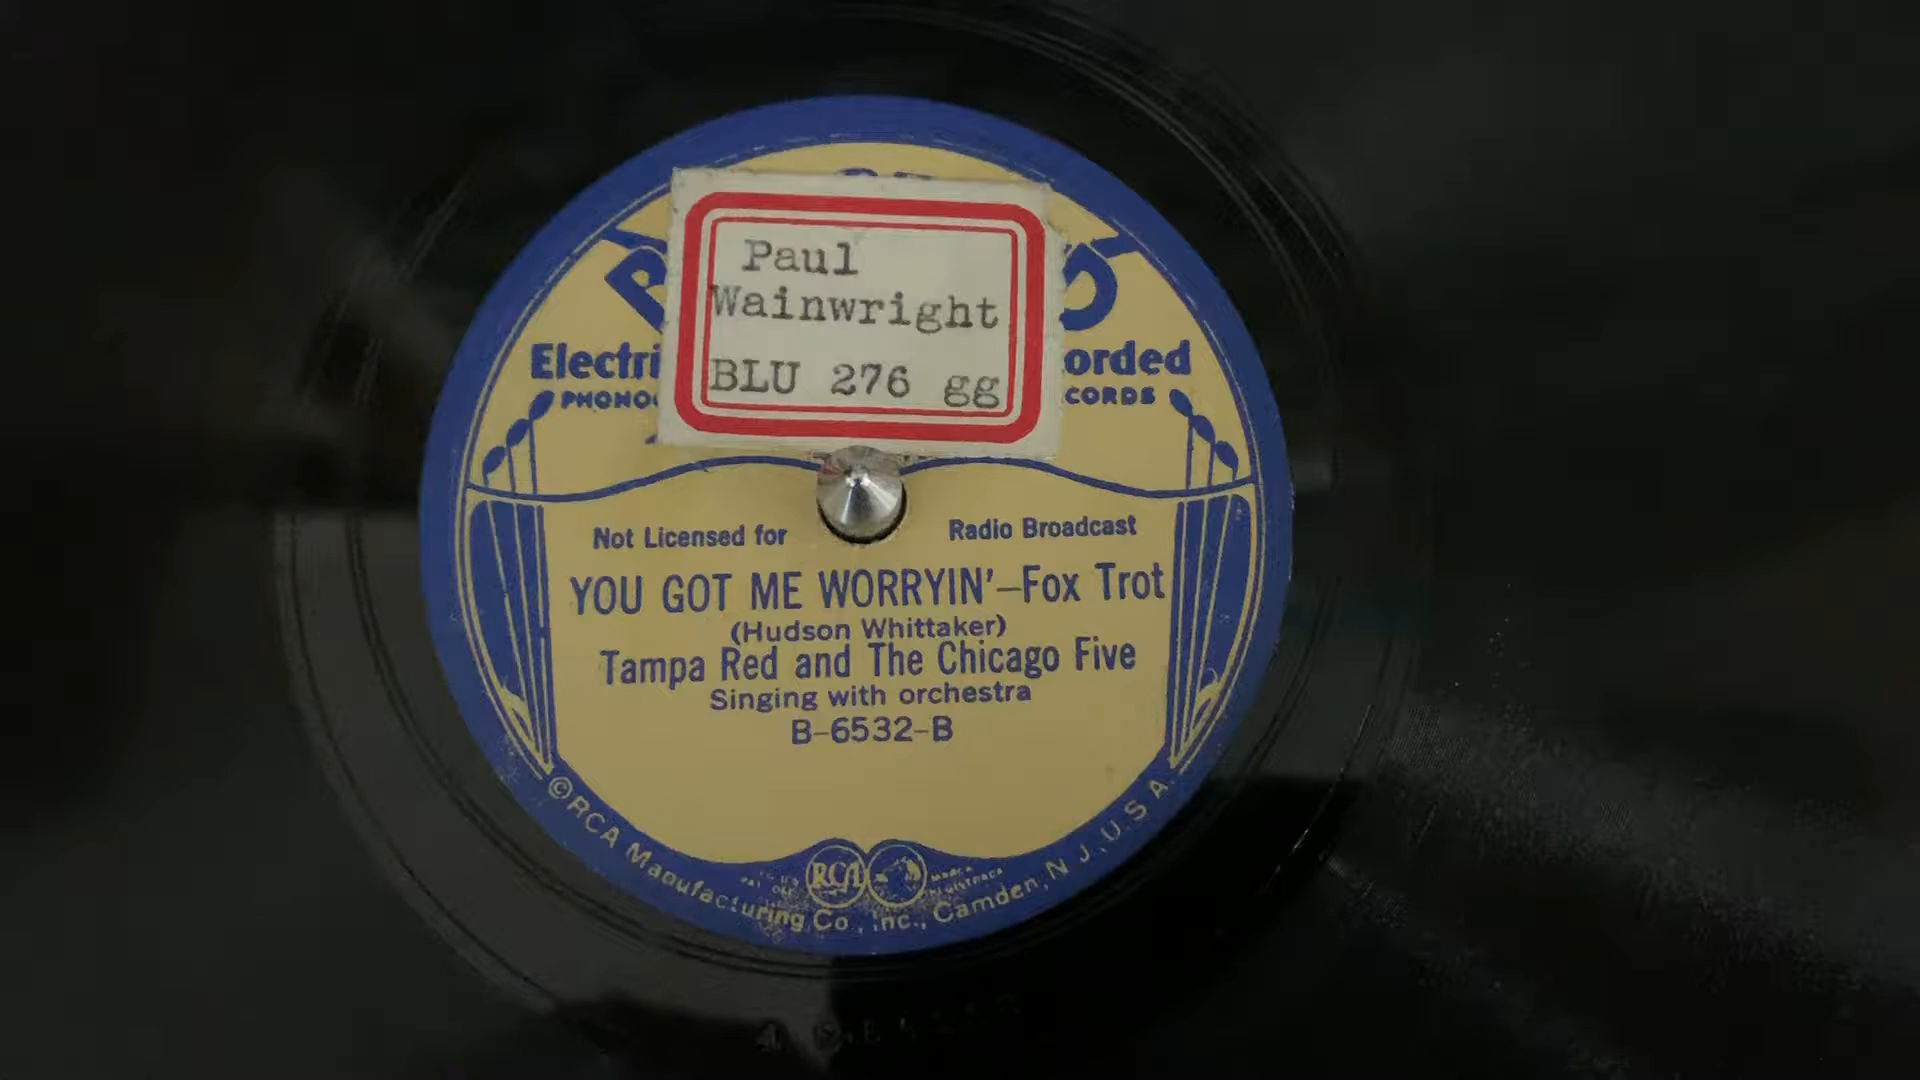 Paul
Wainwright
BLU 276 gg
Electri orded
PHONO CORDS
Not Licensed for Radio Broadcast
YOU GOT ME WORRYIN'–Fox Trot
(Hudson Whittaker)
Tampa Red and The Chicago Five
Singing with orchestra
B-6532-B
RCA
©RCA Manufacturing Co., Inc., Camden, N.J., U.S.A.